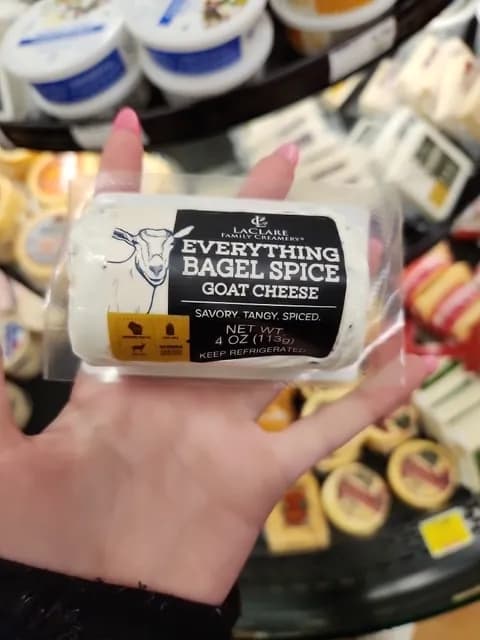 LACLARE
FAMILY CREAMERY
EVERYTHING
BAGEL SPICE
GOAT CHEESE
SAVORY. TANGY. SPICED.
NET WT.
4 OZ (113g)
KEEP REFRIGERATED